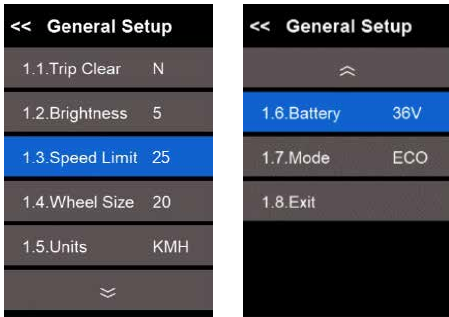 << General Setup
1.1.Trip Clear N
1.2.Brightness 5
1.3.Speed Limit 25
1.4.Wheel Size 20
1.5.Units KMH
<< General Setup
1.6.Battery 36V
1.7.Mode ECO
1.8.Exit